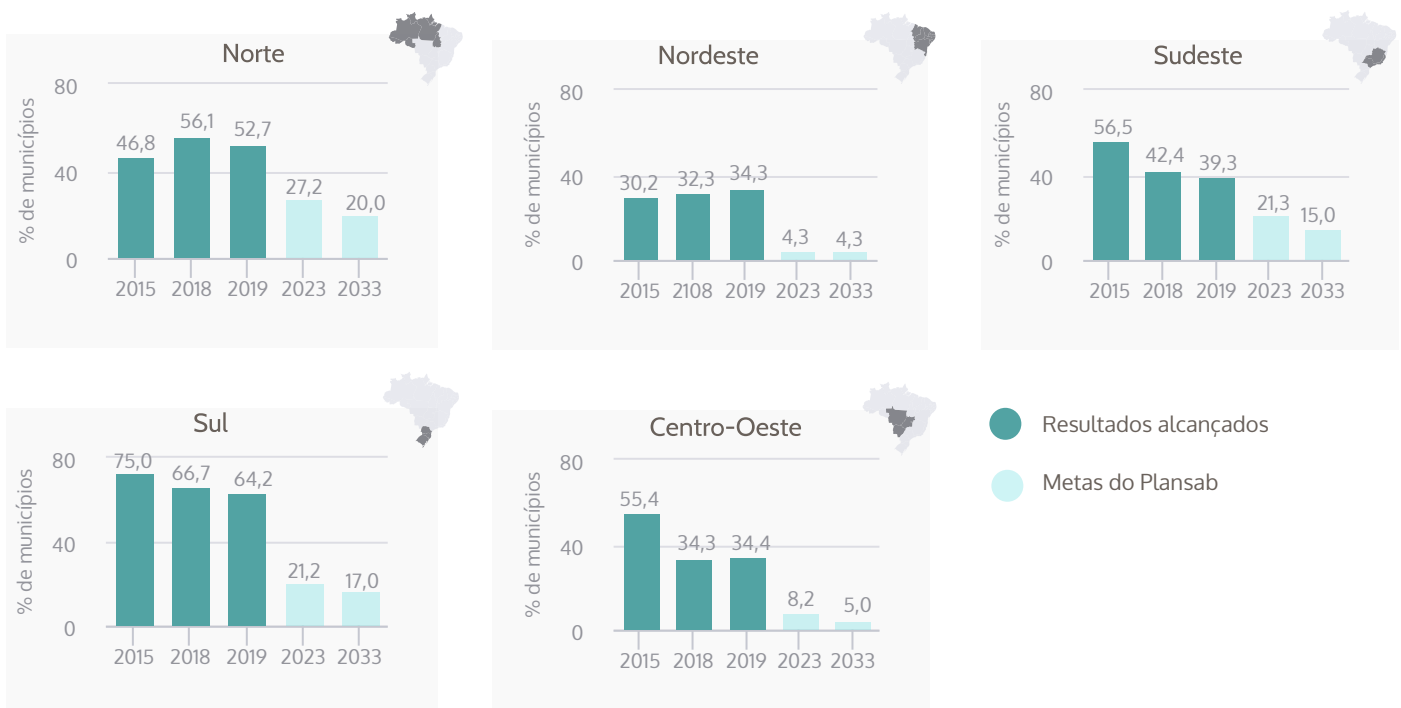 Norte
% de municípios
80
40
0
46,8
56,1
52,7
27,2
20,0
2015 2018 2019 2023 2033
Nordeste
% de municípios
80
40
0
30,2
32,3
34,3
4,3
4,3
2015 2108 2019 2023 2033
Sudeste
% de municípios
80
40
0
56,5
42,4
39,3
21,3
15,0
2015 2018 2019 2023 2033
Sul
% de municípios
80
40
0
75,0
66,7
64,2
21,2
17,0
2015 2018 2019 2023 2033
Centro-Oeste
% de municípios
80
40
0
55,4
34,3
34,4
8,2
5,0
2015 2018 2019 2023 2033
Resultados alcançados
Metas do Plansab